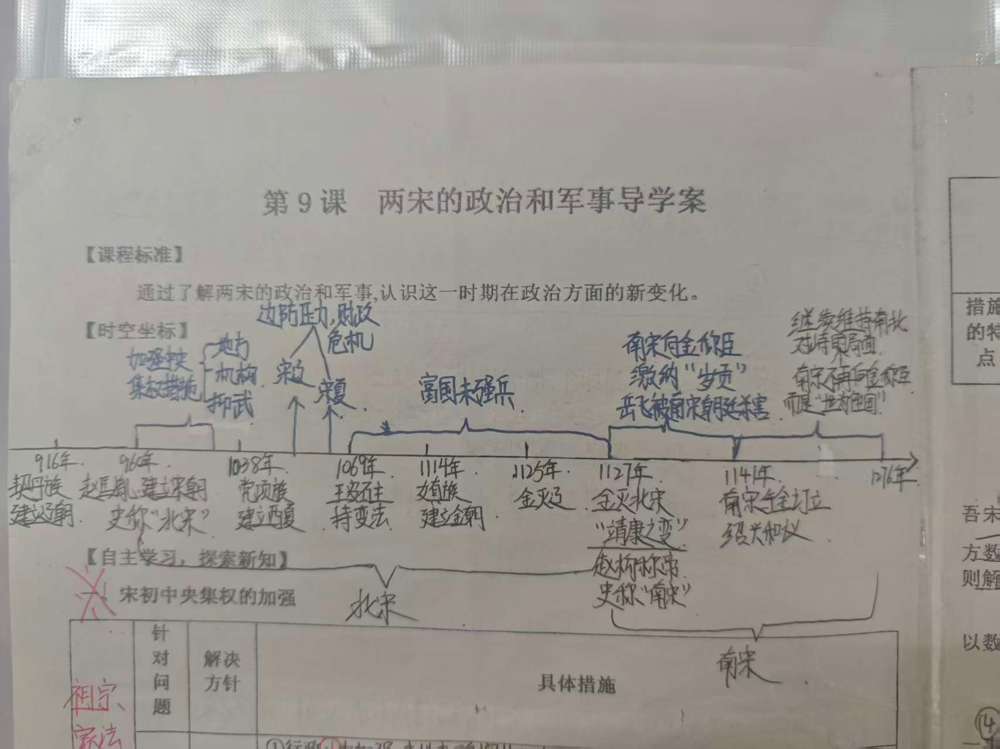 第9课 两宋的政治和军事导学案
【课程标准】
通过了解两宋的政治和军事,认识这一时期在政治方面的新变化。
【时空坐标】
边防压力,财政
危机
加强中央
集权措施
地方
机构
抑武
宋辽
宋夏
富国未强兵
南宋向金称臣
缴纳“岁贡”
岳飞被南宋朝廷杀害
继续维持南北
对峙局面
南宋不再向金称臣
而是“世为侄国”
916年
契丹族
建立辽朝
960年
赵匡胤建立宋朝
史称“北宋”
1038年
党项族
建立西夏
1069年
王安石主
持变法
1114年
女真族
建立金朝
1125年
金灭辽
1127年
金灭北宋
“靖康之变”
赵构称帝
史称“南宋”
1141年
南宋与金订立
绍兴和议
1276年
北宋
南宋
【自主学习，探索新知】
一、宋初中央集权的加强
针
对
问
题
解决
方针
具体措施
祖宗
家法
措施
的特
点
吾宋
方数
则解
以数
④